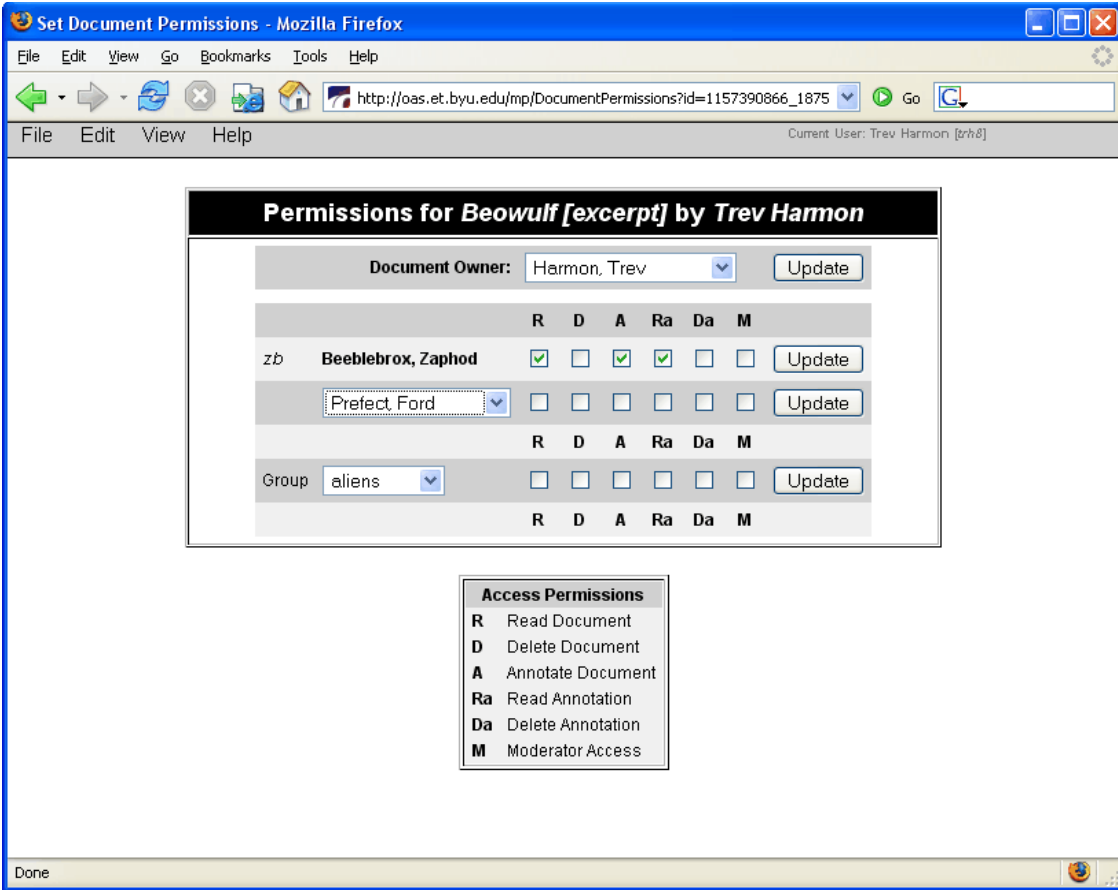 Set Document Permissions - Mozilla Firefox
File Edit View Go Bookmarks Tools Help
http://oas.et.byu.edu/mp/DocumentPermissions?id=1157390866_1875 Go G
File Edit View Help Current User: Trev Harmon [trh8]
Permissions for Beowulf [excerpt] by Trev Harmon
Document Owner: Harmon, Trev Update
R D A Ra Da M
zb Beeblebrox, Zaphod Update
Prefect, Ford Update
R D A Ra Da M
Group aliens Update
R D A Ra Da M
Access Permissions
R Read Document
D Delete Document
A Annotate Document
Ra Read Annotation
Da Delete Annotation
M Moderator Access
Done